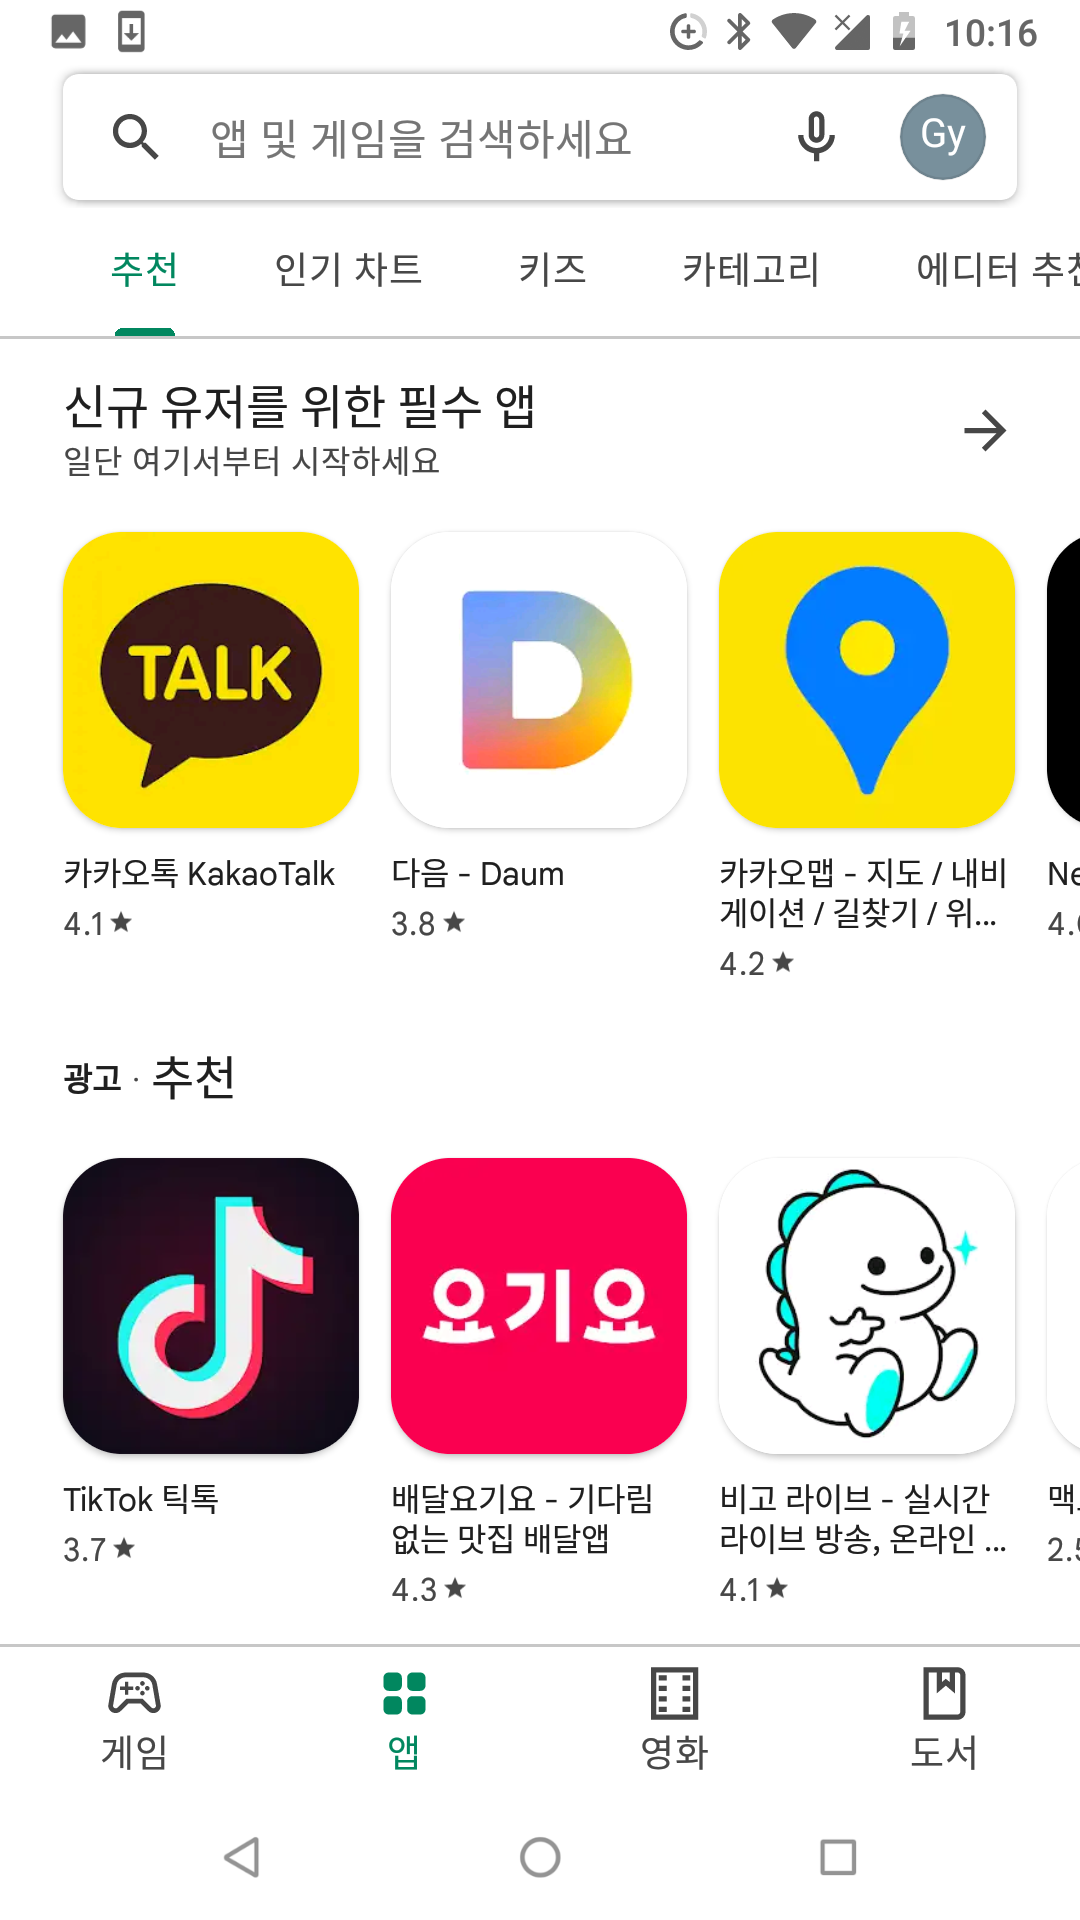 10:16
앱 및 게임을 검색하세요
Gy
추천 인기 차트 키즈 카테고리 에디터 추천
신규 유저를 위한 필수 앱
일단 여기서부터 시작하세요
TALK
D
카카오톡 KakaoTalk
4.1★
다음 - Daum
3.8★
카카오맵 - 지도 / 내비
게이션 / 길찾기 / 위...
4.2★
Ne
4.
광고 · 추천
요기요
TikTok 틱톡
3.7★
배달요기요 - 기다림
없는 맛집 배달앱
4.3★
비고 라이브 - 실시간
라이브 방송, 온라인 ...
4.1★
맥
2.5
게임 앱 영화 도서